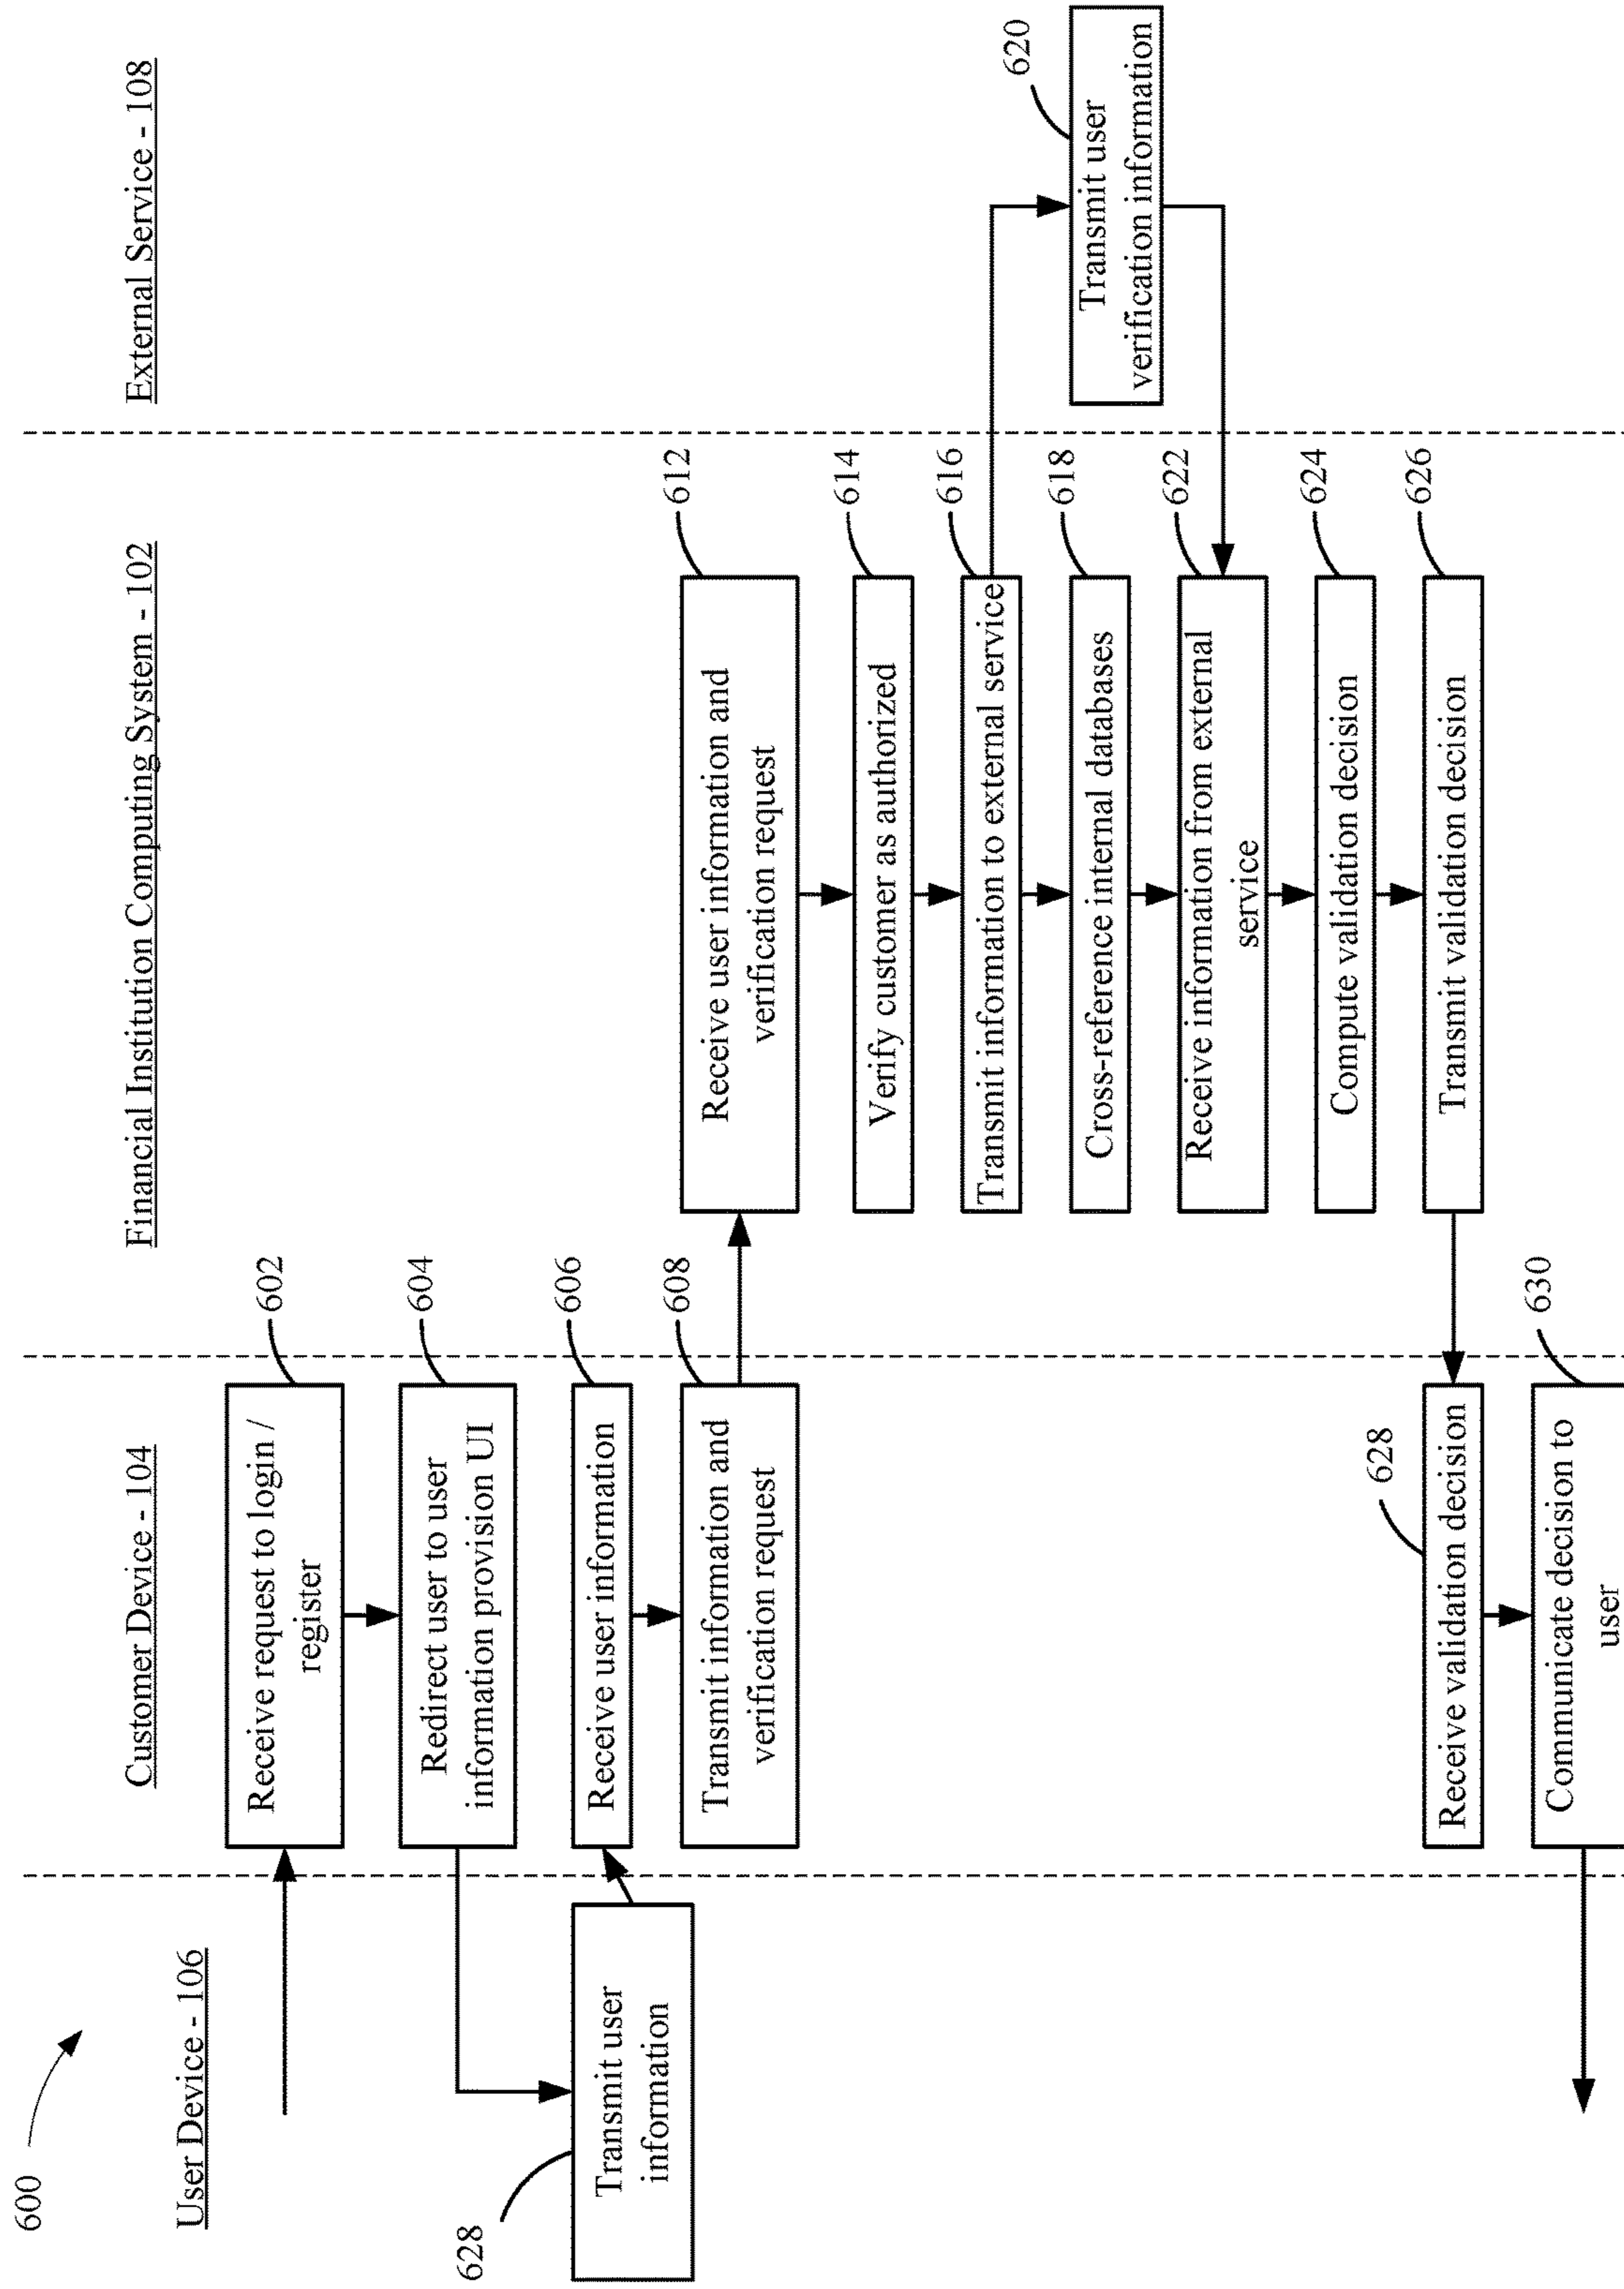 600
User Device - 106
Customer Device - 104
Financial Institution Computing System - 102
External Service - 108
602
Receive request to login /
register
604
Redirect user to user
information provision UI
628
Transmit user
information
606
Receive user information
608
Transmit information and
verification request
612
Receive user information and
verification request
614
Verify customer as authorized
616
Transmit information to external service
618
Cross-reference internal databases
620
Transmit user
verification information
622
Receive information from external
service
624
Compute validation decision
626
Transmit validation decision
628
Receive validation decision
630
Communicate decision to
user